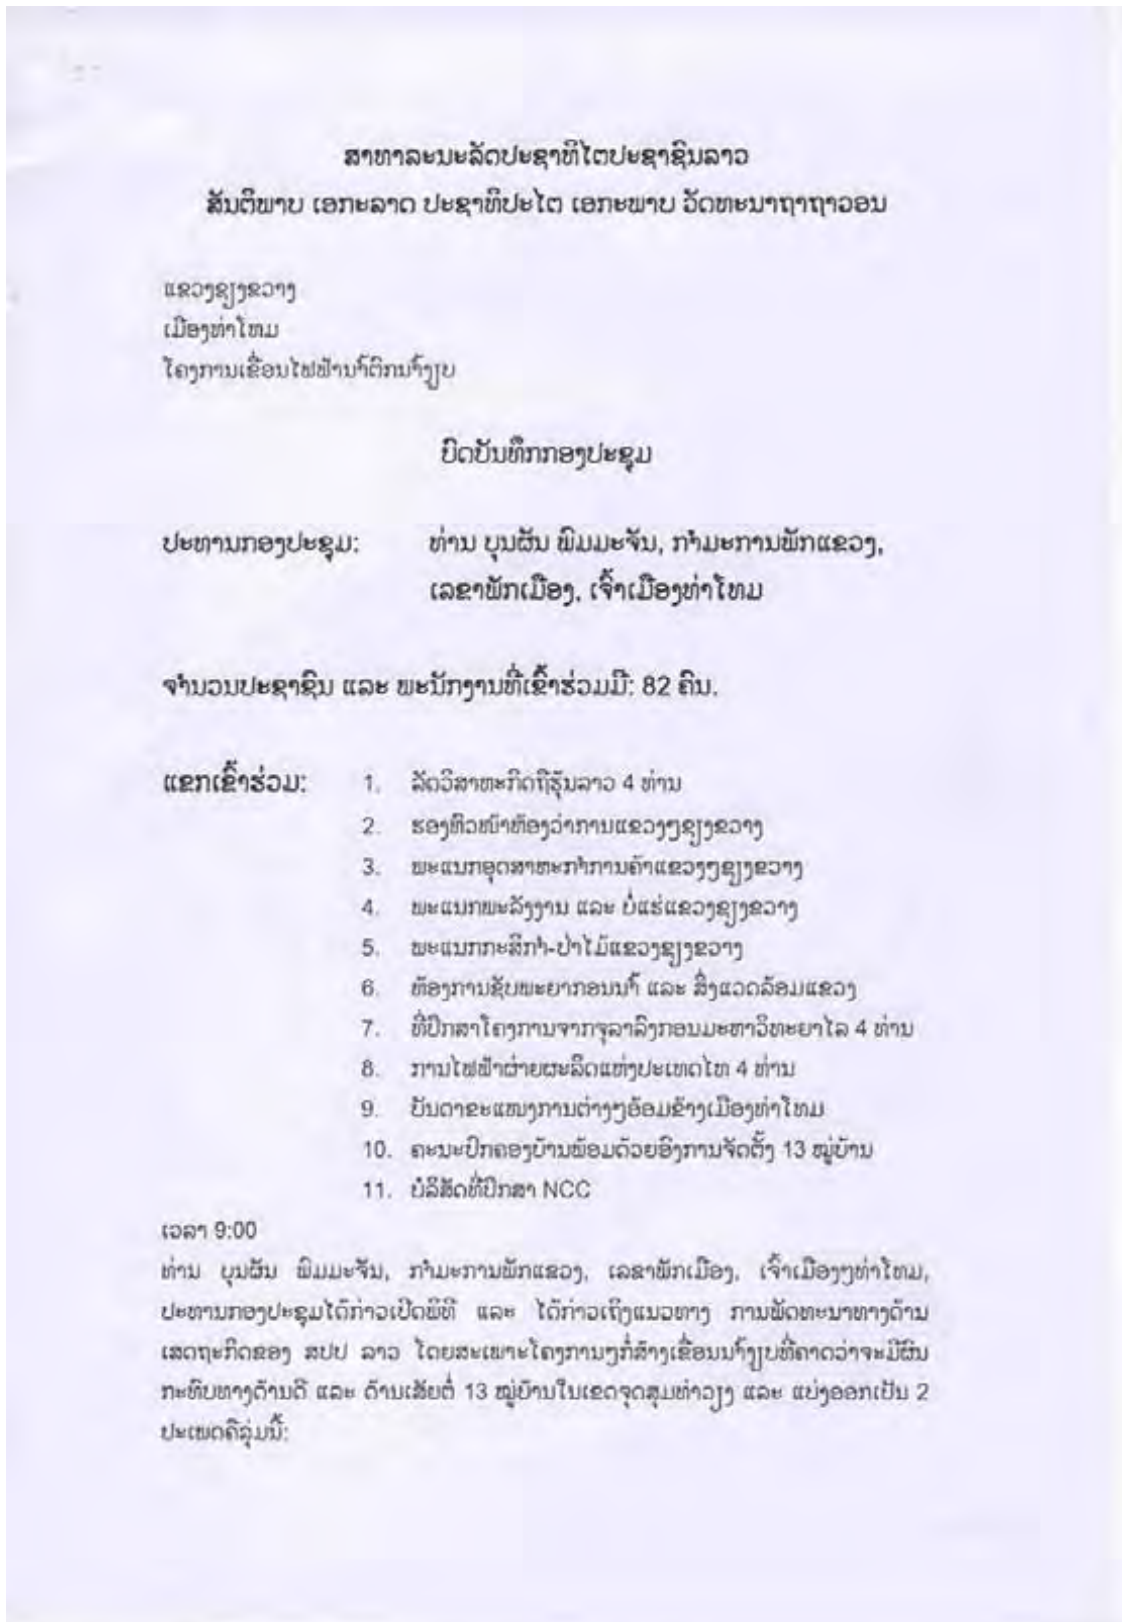 ສາທາລະນະລັດປະຊາທິໄຕປະຊາຊົນລາວ
ສັນຕິພາບ ເອກະລາດ ປະຊາທິປະໄຕ ເອກະພາບ ວັດທະນາຖາຖາວອນ
ແຂວງຊຽງຂວາງ
ເມືອງທ່າໂທມ
ໂຄງການເຂື່ອນໄຟຟ້ານ້ຳຕົກນ້ຳງຽບ
ບົດບັນທຶກກອງປະຊຸມ
ປະທານກອງປະຊຸມ: ທ່ານ ບຸນຜັນ ພິມມະຈັນ, ກຳມະການພັກແຂວງ,
ເລຂາພັກເມືອງ, ເຈົ້າເມືອງທ່າໂທມ
ຈຳນວນປະຊາຊົນ ແລະ ພະນັກງານທີ່ເຂົ້າຮ່ວມມີ: 82 ຄົນ.
ແຂກເຂົ້າຮ່ວມ: 1. ລັດວິສາຫະກິດຖືຮຸ້ນລາວ 4 ທ່ານ
2. ຮອງຫົວໜ້າຫ້ອງວ່າການແຂວງໆຊຽງຂວາງ
3. ພະແນກອຸດສາຫະກຳການຄ້າແຂວງໆຊຽງຂວາງ
4. ພະແນກພະລັງງານ ແລະ ບໍ່ແຮ່ແຂວງຊຽງຂວາງ
5. ພະແນກກະສິກຳ-ປ່າໄມ້ແຂວງຊຽງຂວາງ
6. ຫ້ອງການຊັບພະຍາກອນນ້ຳ ແລະ ສິ່ງແວດລ້ອມແຂວງ
7. ທີ່ປຶກສາໂຄງການຈາກຈຸລາລົງກອນມະຫາວິທະຍາໄລ 4 ທ່ານ
8. ການໄຟຟ້າຝ່າຍຜະລິດແຫ່ງປະເທດໄທ 4 ທ່ານ
9. ບັນດາຂະແໜງການຕ່າງໆອ້ອມຂ້າງເມືອງທ່າໂທມ
10. ຄະນະປົກຄອງບ້ານພ້ອມດ້ວຍອົງການຈັດຕັ້ງ 13 ໝູ່ບ້ານ
11. ບໍລິສັດທີ່ປຶກສາ NCC
ເວລາ 9:00
ທ່ານ ບຸນຜັນ ພິມມະຈັນ, ກຳມະການພັກແຂວງ, ເລຂາພັກເມືອງ, ເຈົ້າເມືອງໆທ່າໂທມ,
ປະທານກອງປະຊຸມໄດ້ກ່າວເປີດພິທີ ແລະ ໄດ້ກ່າວເຖິງແນວທາງ ການພັດທະນາທາງດ້ານ
ເສດຖະກິດຂອງ ສປປ ລາວ ໂດຍສະເພາະໂຄງການໆກໍ່ສ້າງເຂື່ອນນ້ຳງຽບທີ່ຄາດວ່າຈະມີຜົນ
ກະທົບທາງດ້ານດີ ແລະ ດ້ານເສັຍຕໍ່ 13 ໝູ່ບ້ານໃນເຂດຈຸດສຸມທ່າວຽງ ແລະ ແບ່ງອອກເປັນ 2
ປະເພດຄືລຸ່ມນີ້: